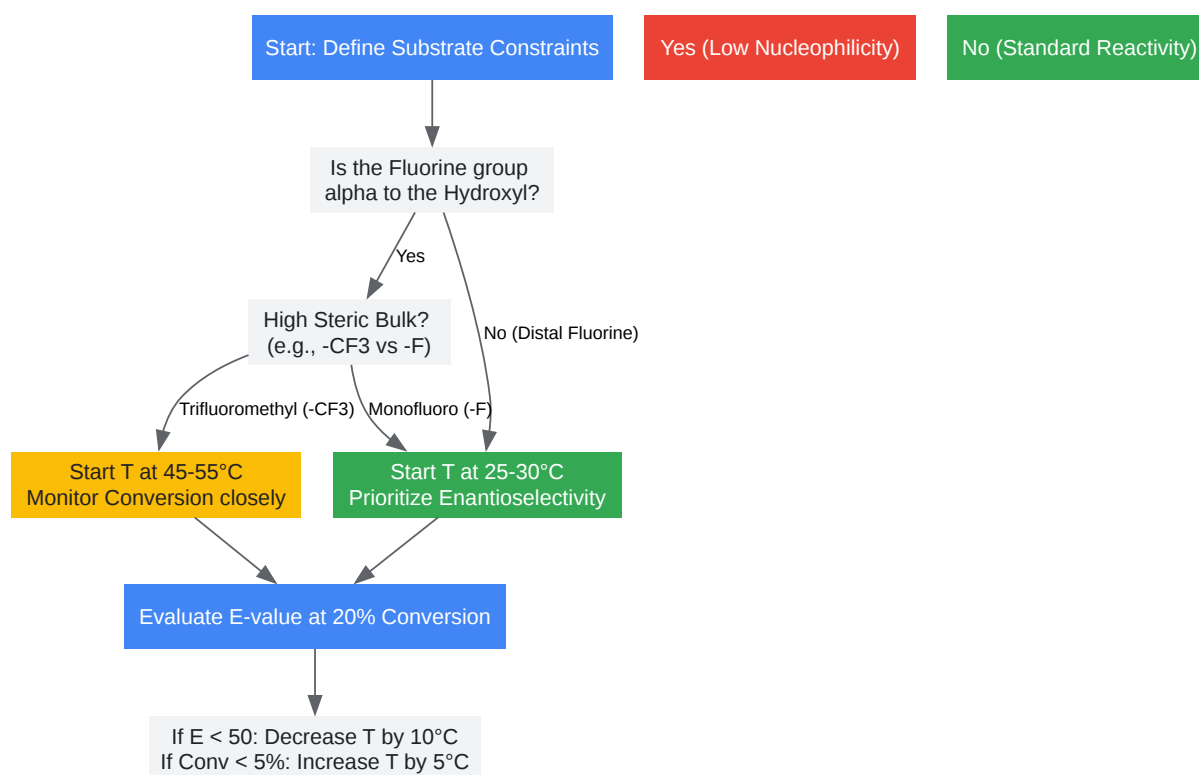 Start: Define Substrate Constraints
Yes (Low Nucleophilicity)
No (Standard Reactivity)
Is the Fluorine group
alpha to the Hydroxyl?
Yes
High Steric Bulk?
(e.g., -CF3 vs -F)
No (Distal Fluorine)
Trifluoromethyl (-CF3)
Monofluoro (-F)
Start T at 45-55°C
Monitor Conversion closely
Start T at 25-30°C
Prioritize Enantioselectivity
Evaluate E-value at 20% Conversion
If E < 50: Decrease T by 10°C
If Conv < 5%: Increase T by 5°C